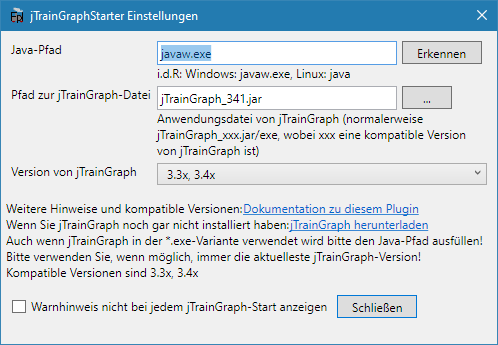 jTrainGraphStarter Einstellungen
Java-Pfad
javaw.exe
Erkennen
i.d.R: Windows: javaw.exe, Linux: java
Pfad zur jTrainGraph-Datei
jTrainGraph_341.jar
...
Anwendungsdatei von jTrainGraph (normalerweise
jTrainGraph_xxx.jar/exe, wobei xxx eine kompatible Version
von jTrainGraph ist)
Version von jTrainGraph
3.3x, 3.4x
Weitere Hinweise und kompatible Versionen:Dokumentation zu diesem Plugin
Wenn Sie jTrainGraph noch gar nicht installiert haben:jTrainGraph herunterladen
Auch wenn jTrainGraph in der *.exe-Variante verwendet wird bitte den Java-Pfad ausfüllen!
Bitte verwenden Sie, wenn möglich, immer die aktuelleste jTrainGraph-Version!
Kompatible Versionen sind 3.3x, 3.4x
Warnhinweis nicht bei jedem jTrainGraph-Start anzeigen
Schließen